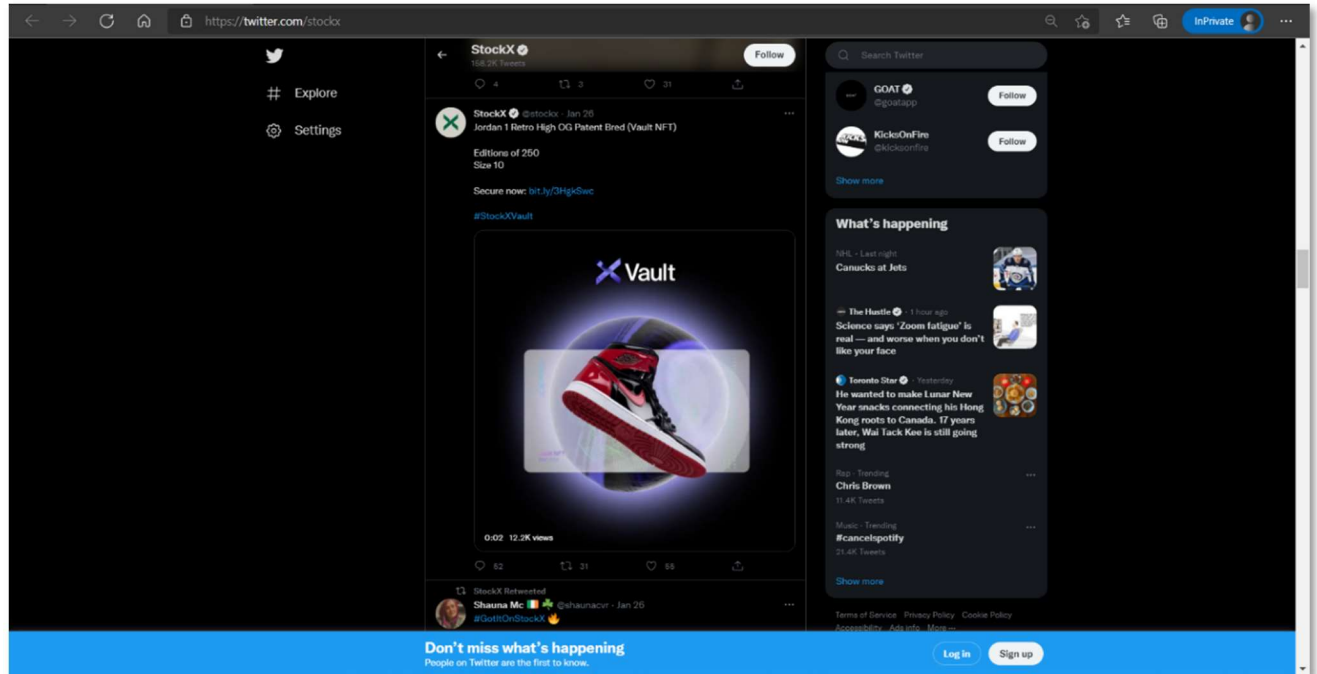 https://twitter.com/stockx
InPrivate
Explore
Settings
StockX
158.2K Tweets
Follow
4
3
31
StockX @stockx · Jan 26
Jordan 1 Retro High OG Patent Bred (Vault NFT)
Editions of 250
Size 10
Secure now: bit.ly/3HgkSwc
#StockXVault
Vault
0:02 12.2K views
52
31
55
StockX Retweeted
Shauna Mc @shaunacvr · Jan 26
#GotItOnStockX
Search Twitter
GOAT
@goatapp
Follow
KicksOnFire
@kicksonfire
Follow
Show more
What's happening
NHL · Last night
Canucks at Jets
The Hustle · 1 hour ago
Science says 'Zoom fatigue' is
real — and worse when you don't
like your face
Toronto Star · Yesterday
He wanted to make Lunar New
Year snacks connecting his Hong
Kong roots to Canada. 17 years
later, Wai Tack Kee is still going
strong
Rap · Trending
Chris Brown
11.4K Tweets
Music · Trending
#cancelspotify
21.4K Tweets
Show more
Terms of Service Privacy Policy Cookie Policy
Accessibility Ads info More ···
Don't miss what's happening
People on Twitter are the first to know.
Log in
Sign up